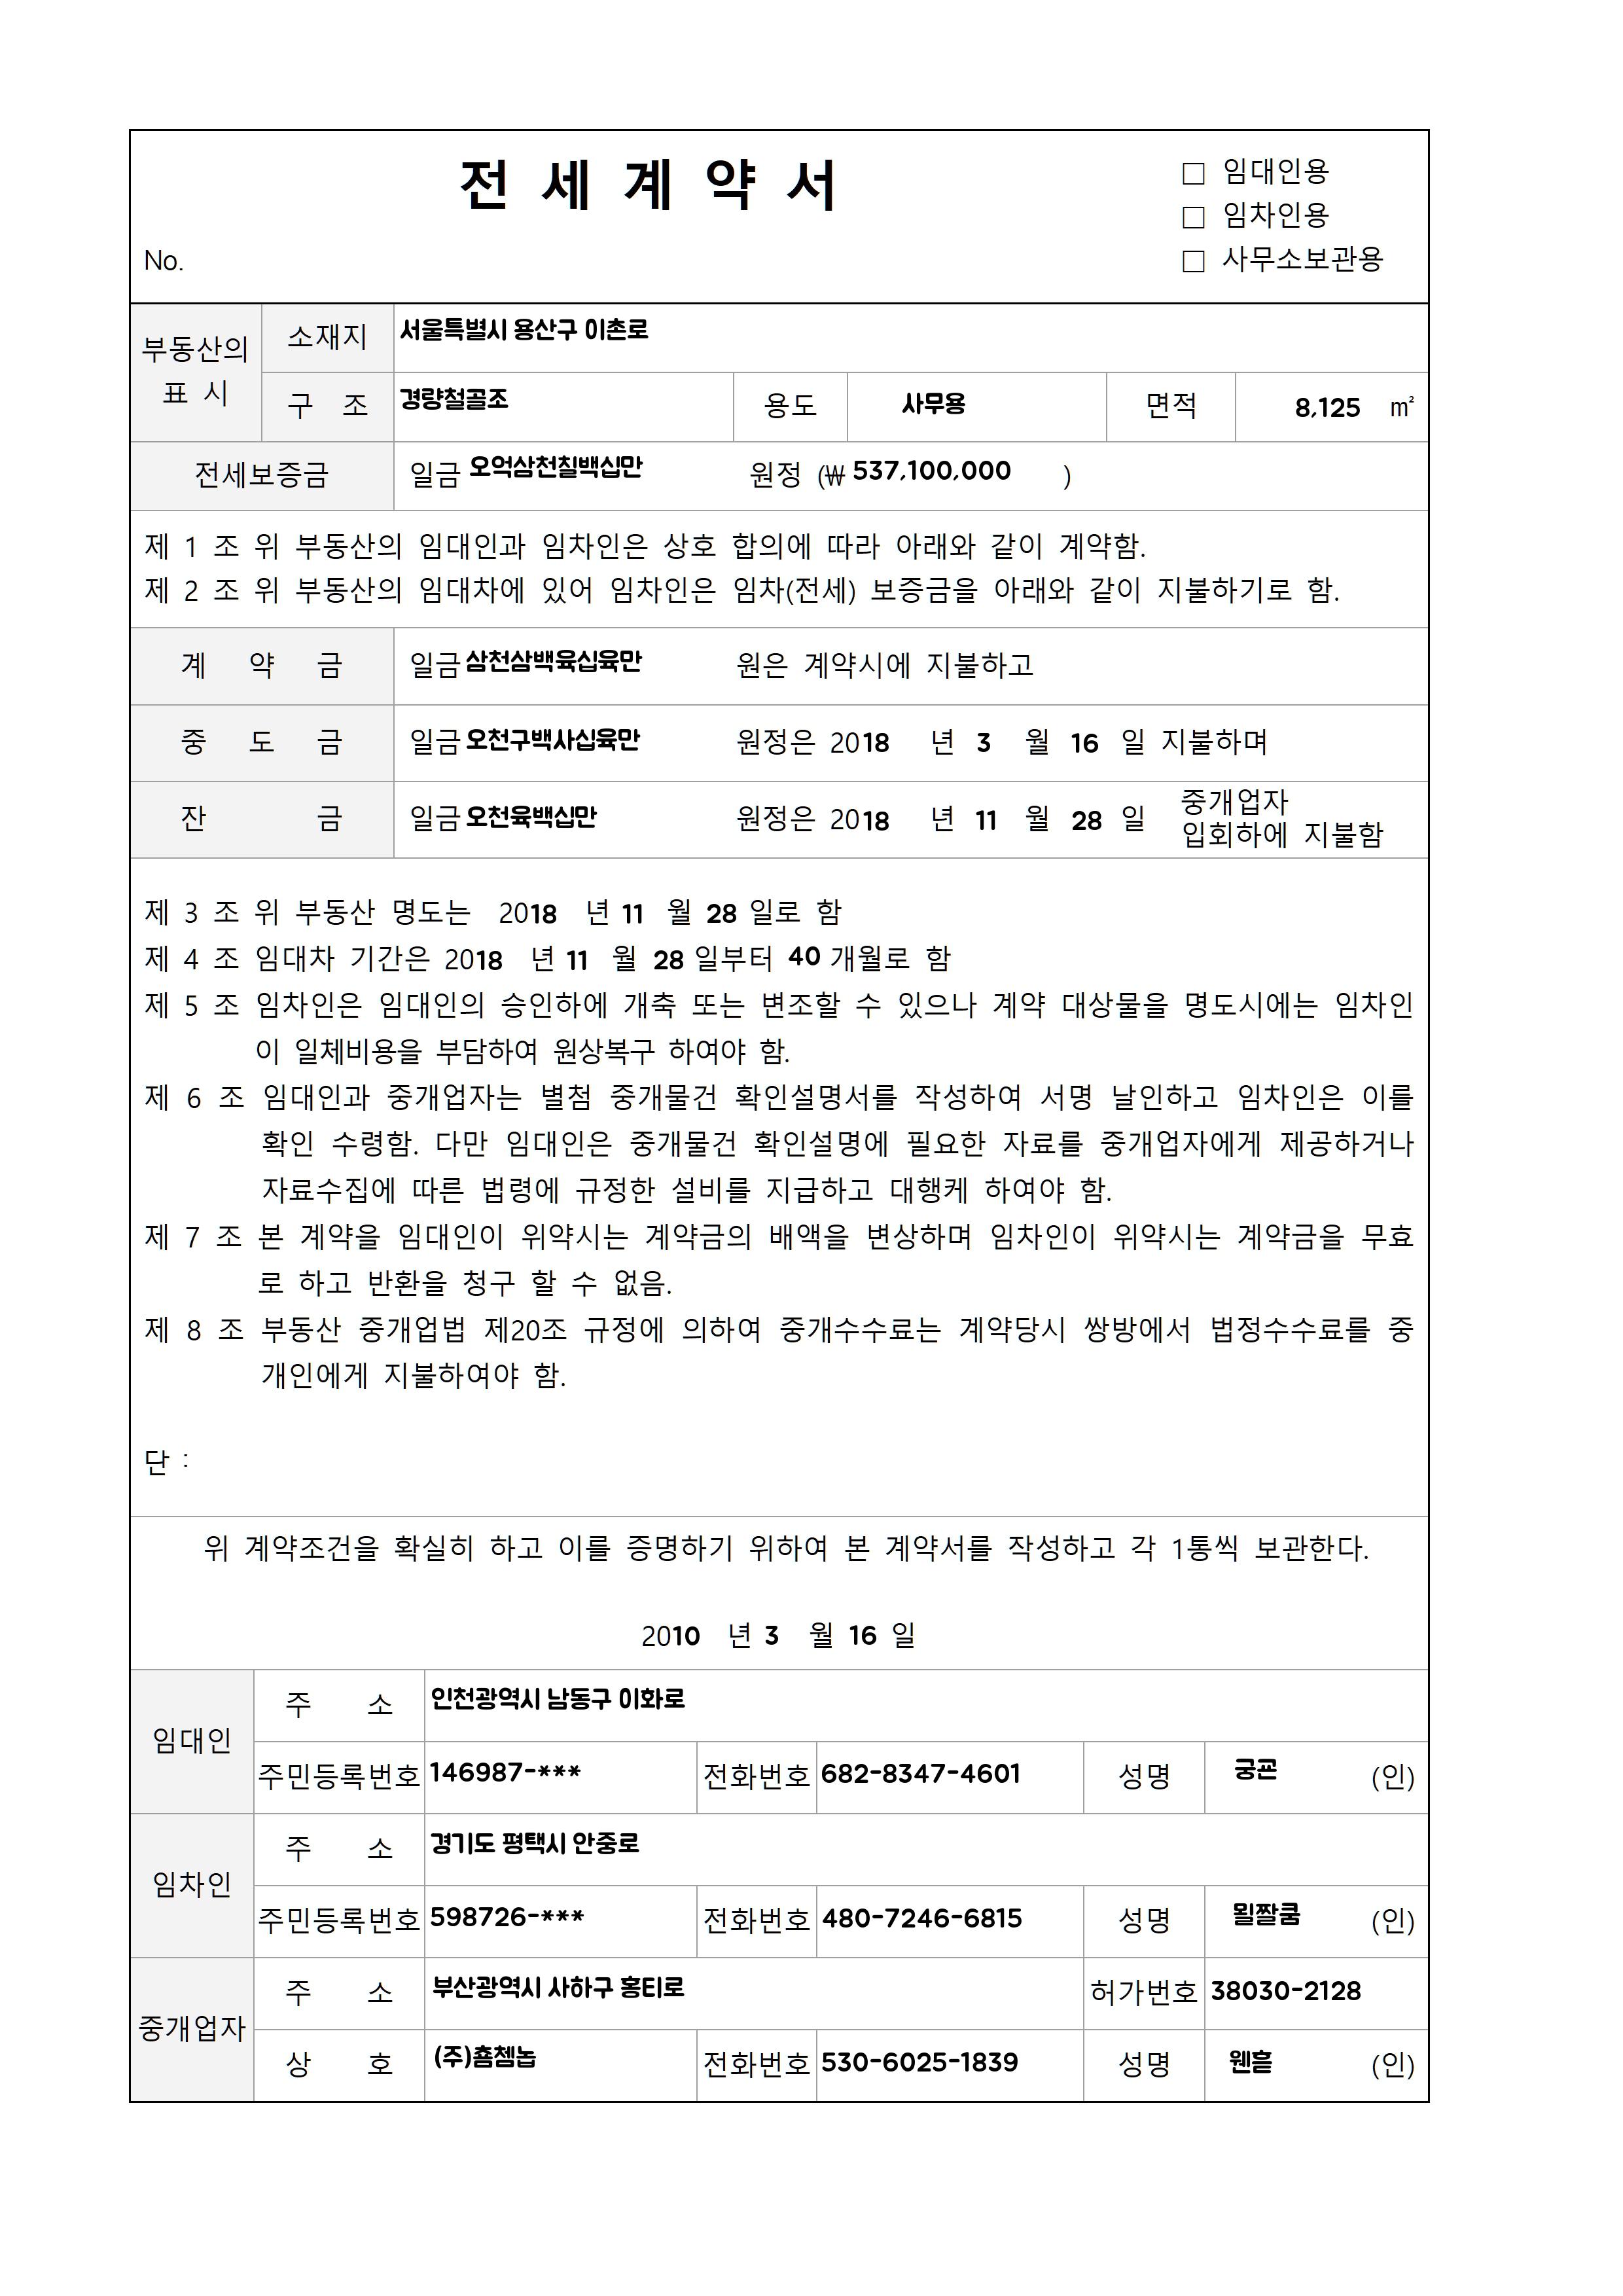 전 세 계 약 서
□ 임대인용
□ 임차인용
□ 사무소보관용
No.
부동산의 표 시
소재지 서울특별시 용산구 이촌로
구 조 경량철골조 용도 사무용 면적 8,125 ㎡
전세보증금 일금 오억삼천칠백십만 원정 (₩ 537,100,000 )
제 1 조 위 부동산의 임대인과 임차인은 상호 합의에 따라 아래와 같이 계약함.
제 2 조 위 부동산의 임대차에 있어 임차인은 임차(전세) 보증금을 아래와 같이 지불하기로 함.
계 약 금 일금 삼천삼백육십육만 원은 계약시에 지불하고
중 도 금 일금 오천구백사십육만 원정은 2018 년 3 월 16 일 지불하며
잔 금 일금 오천육백십만 원정은 2018 년 11 월 28 일 중개업자
입회하에 지불함
제 3 조 위 부동산 명도는 2018 년 11 월 28 일로 함
제 4 조 임대차 기간은 2018 년 11 월 28 일부터 40 개월로 함
제 5 조 임차인은 임대인의 승인하에 개축 또는 변조할 수 있으나 계약 대상물을 명도시에는 임차인
이 일체비용을 부담하여 원상복구 하여야 함.
제 6 조 임대인과 중개업자는 별첨 중개물건 확인설명서를 작성하여 서명 날인하고 임차인은 이를
확인 수령함. 다만 임대인은 중개물건 확인설명에 필요한 자료를 중개업자에게 제공하거나
자료수집에 따른 법령에 규정한 설비를 지급하고 대행케 하여야 함.
제 7 조 본 계약을 임대인이 위약시는 계약금의 배액을 변상하며 임차인이 위약시는 계약금을 무효
로 하고 반환을 청구 할 수 없음.
제 8 조 부동산 중개업법 제20조 규정에 의하여 중개수수료는 계약당시 쌍방에서 법정수수료를 중
개인에게 지불하여야 함.
단 :
위 계약조건을 확실히 하고 이를 증명하기 위하여 본 계약서를 작성하고 각 1통씩 보관한다.
2010 년 3 월 16 일
임대인
주 소 인천광역시 남동구 이화로
주민등록번호 146987-*** 전화번호 682-8347-4601 성명 (인)
임차인
주 소 경기도 평택시 안중로
주민등록번호 598726-*** 전화번호 480-7246-6815 성명 (인)
중개업자
주 소 부산광역시 사하구 홍티로 허가번호 38030-2128
상 호 전화번호 530-6025-1839 성명 웬흗 (인)